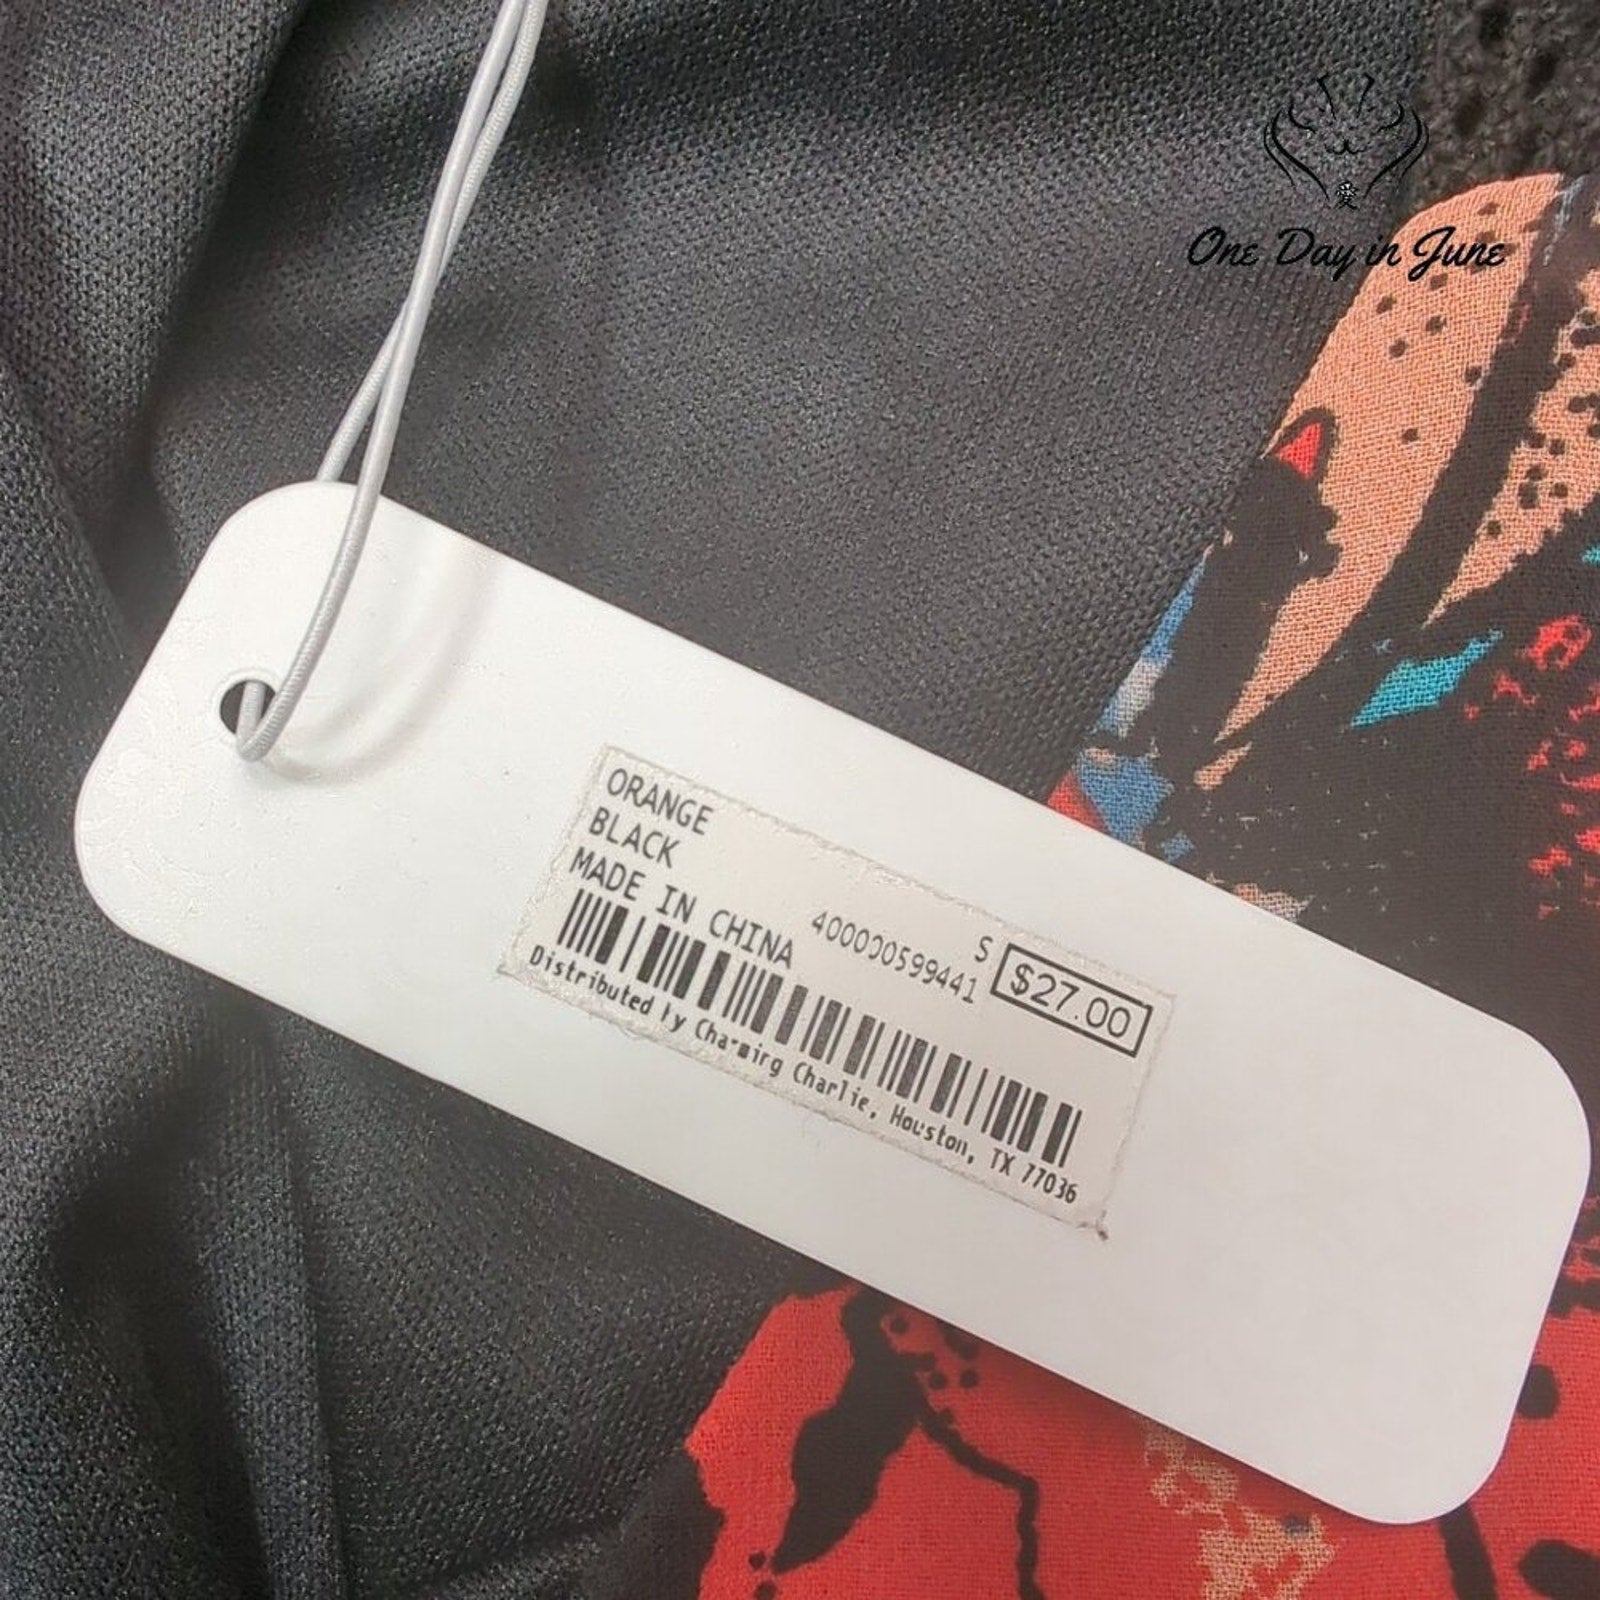 愛
One Day in June
ORANGE
BLACK
MADE IN CHINA
400000599441
S $27.00
Distributed by Charming Charlie, Houston, TX 77036